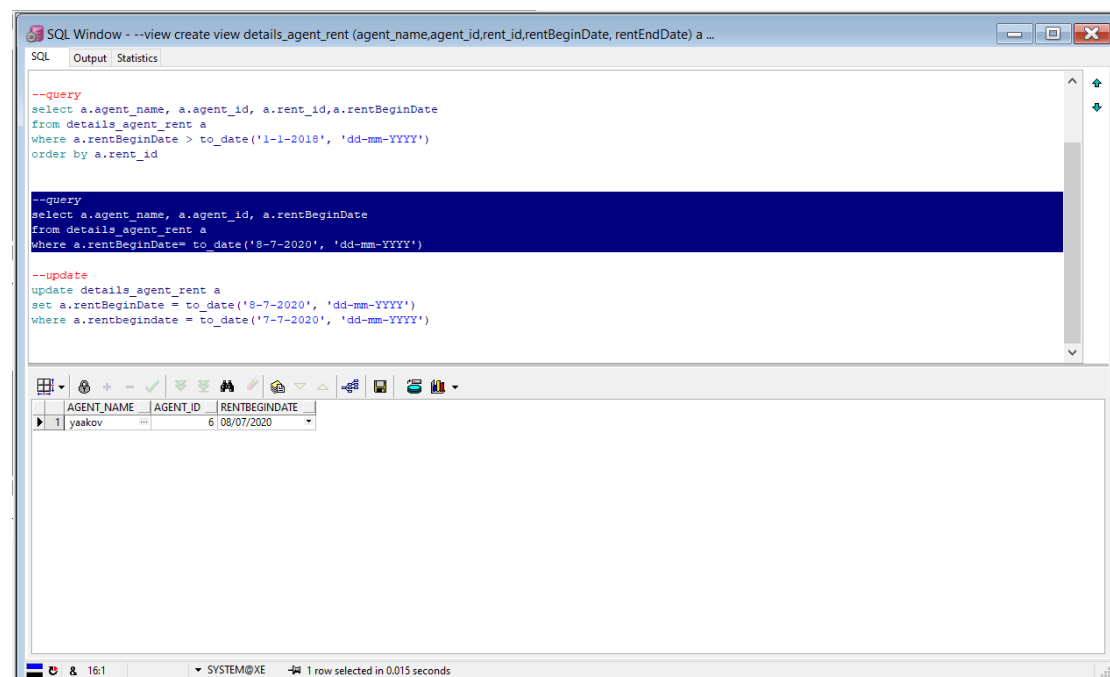 SQL Window - --view create view details_agent_rent (agent_name,agent_id,rent_id,rentBeginDate, rentEndDate) a ...
SQL Output Statistics
--query
select a.agent_name, a.agent_id, a.rent_id,a.rentBeginDate
from details_agent_rent a
where a.rentBeginDate > to_date('1-1-2018', 'dd-mm-YYYY')
order by a.rent_id
--query
select a.agent_name, a.agent_id, a.rentBeginDate
from details_agent_rent a
where a.rentBeginDate= to_date('8-7-2020', 'dd-mm-YYYY')
--update
update details_agent_rent a
set a.rentBeginDate = to_date('8-7-2020', 'dd-mm-YYYY')
where a.rentbegindate = to_date('7-7-2020', 'dd-mm-YYYY')
AGENT_NAME AGENT_ID RENTBEGINDATE
1 yaakov ... 6 08/07/2020
& 16:1 SYSTEM@XE 1 row selected in 0.015 seconds